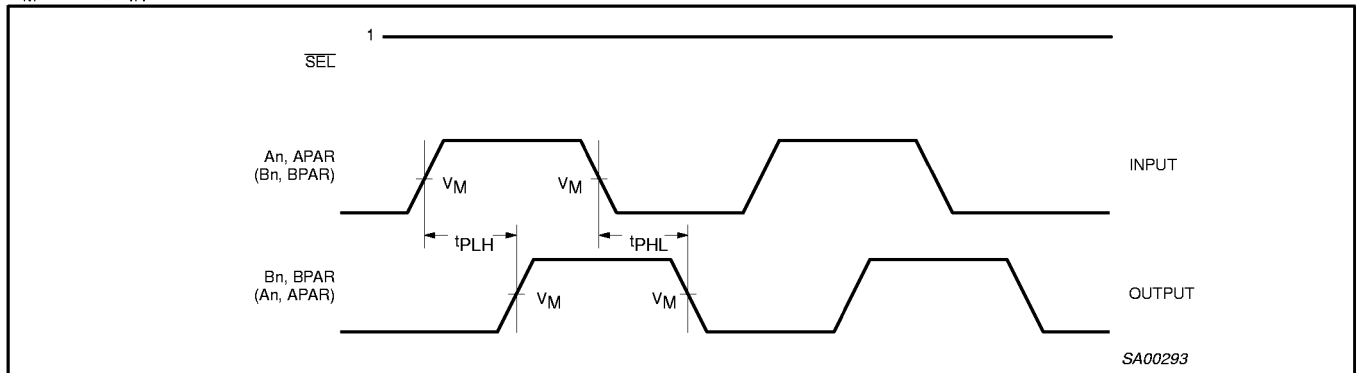 1
SEL
An, APAR
(Bn, BPAR)
INPUT
VM
VM
tPLH
tPHL
Bn, BPAR
(An, APAR)
OUTPUT
VM
VM
SA00293